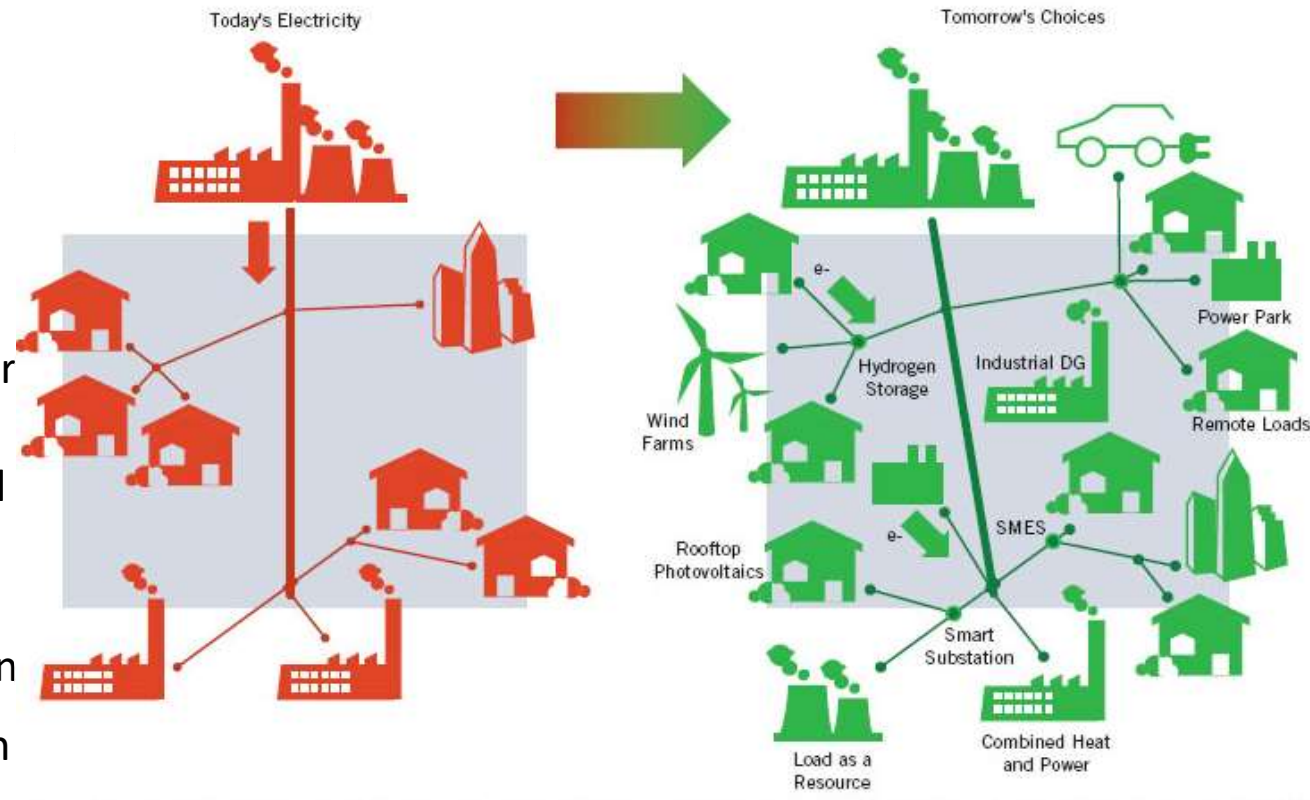 Today's Electricity
Tomorrow's Choices
e-
Power Park
Hydrogen
Storage
Industrial DG
Wind
Farms
Remote Loads
SMES
e-
Rooftop
Photovoltaics
Smart
Substation
Combined Heat
and Power
Load as a
Resource